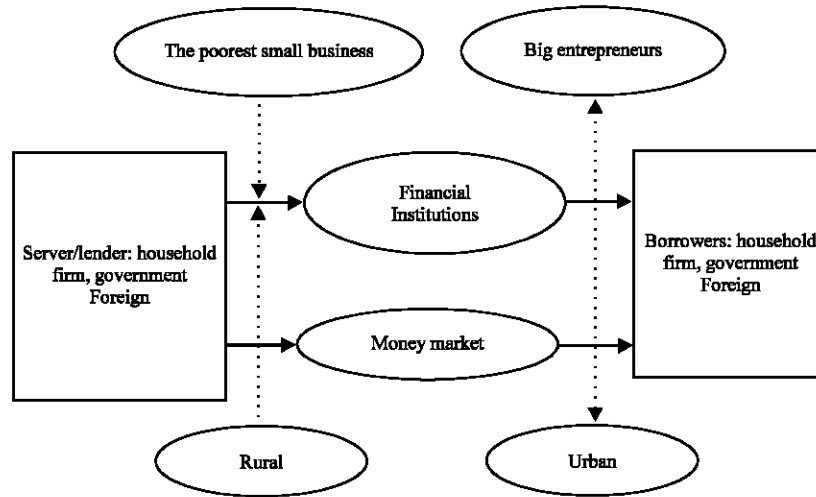 The poorest small business
Big entrepreneurs
Financial
Institutions
Server/lender: household
firm, government
Foreign
Borrowers: household
firm, government
Foreign
Money market
Rural
Urban